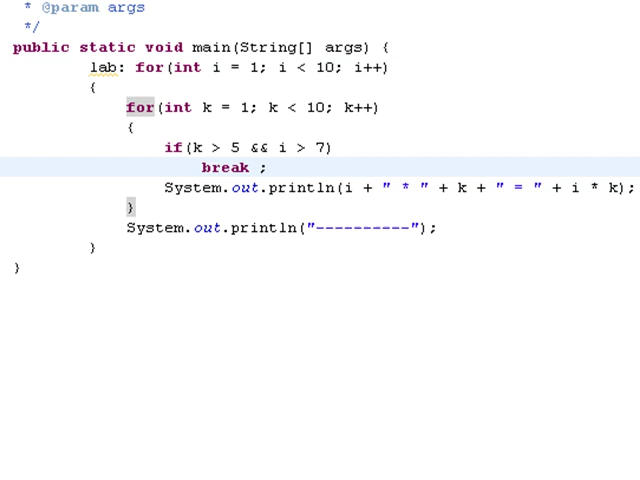 * @param args
*/
public static void main(String[] args) {
lab: for(int i = 1; i < 10; i++)
{
for(int k = 1; k < 10; k++)
{
if(k > 5 && i > 7)
break ;
System.out.println(i + " * " + k + " = " + i * k);
}
System.out.println("----------");
}
}